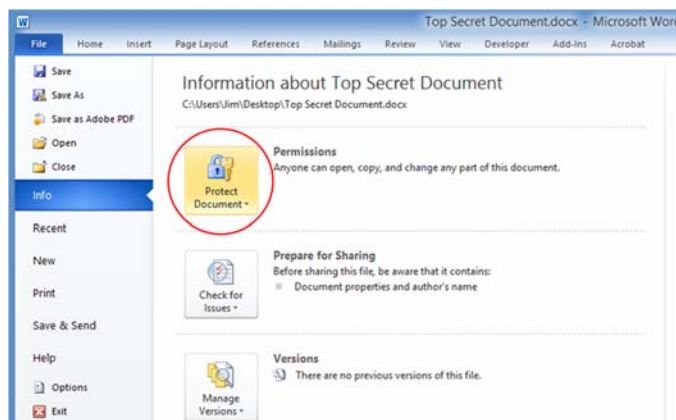 Top Secret Document.docx - Microsoft Wor
File Home Insert Page Layout References Mailings Review View Developer Add-Ins Acrobat
Save
Save As
Save as Adobe PDF
Open
Close
Info
Recent
New
Print
Save & Send
Help
Options
Exit
Information about Top Secret Document
C:\Users\Jim\Desktop\Top Secret Document.docx
Protect
Document
Permissions
Anyone can open, copy, and change any part of this document.
Check for
Issues
Prepare for Sharing
Before sharing this file, be aware that it contains:
Document properties and author's name
Manage
Versions
Versions
There are no previous versions of this file.